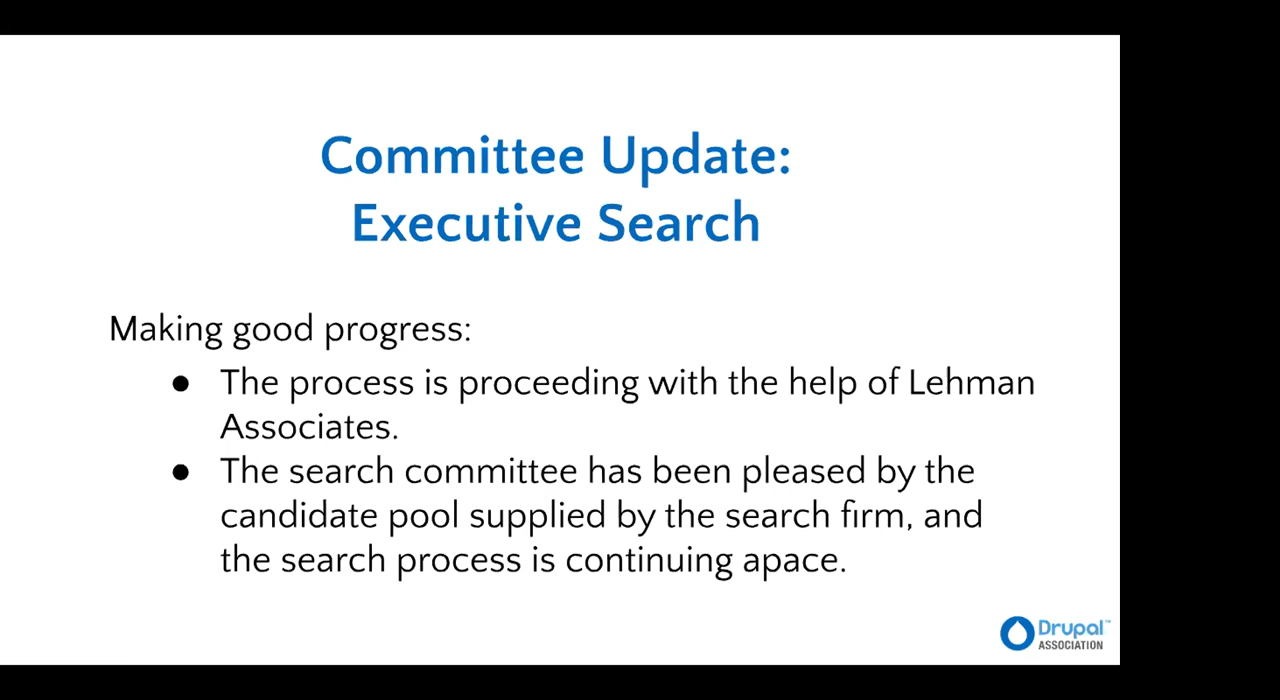 Committee Update:
Executive Search
Making good progress:
● The process is proceeding with the help of Lehman
Associates.
● The search committee has been pleased by the
candidate pool supplied by the search firm, and
the search process is continuing apace.
Drupal™
ASSOCIATION